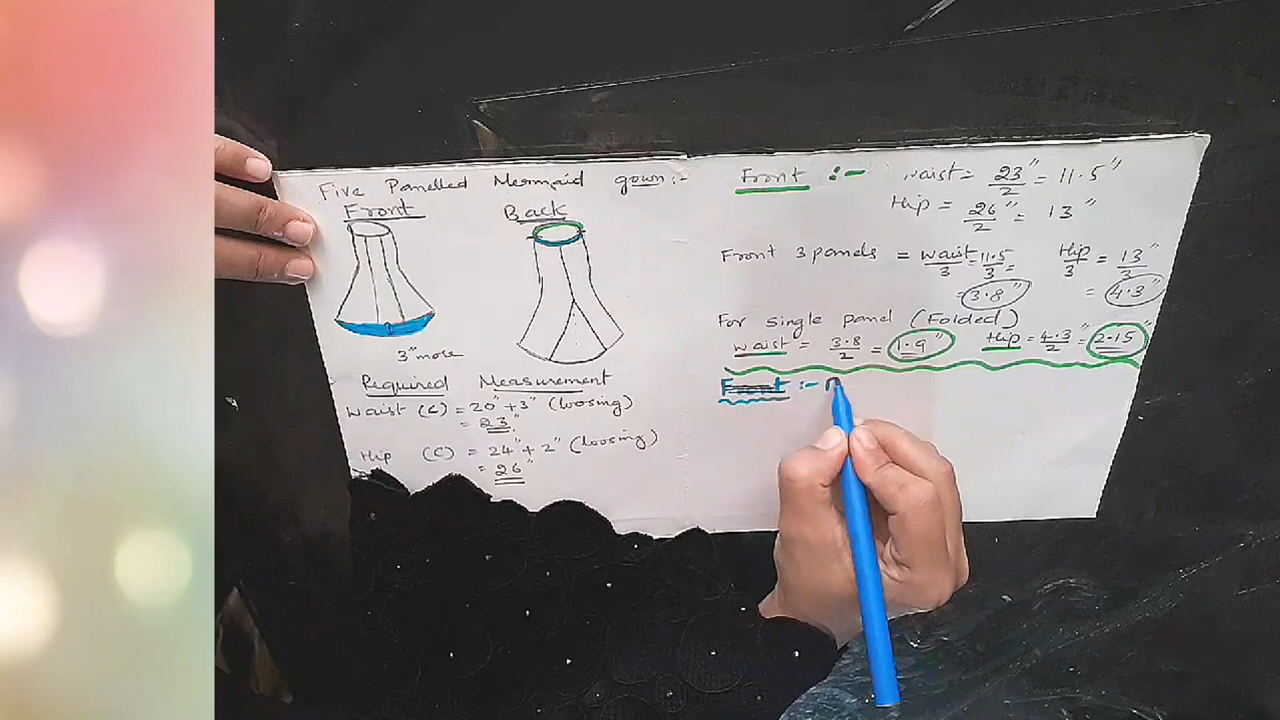 Five Panelled Mermaid gown:-
Front
Back
3" more
Required Measurement
Waist (C) = 20" + 3" (loosing)
= 23"
Hip (C) = 24" + 2" (loosing)
= 26"
Front :-
waist = 23"/2 = 11.5"
Hip = 26"/2 = 13"
Front 3 panels = waist/3 = 11.5/3 = Hip/3 = 13"/3
= 3.8" = 4.3"
For single panel (Folded)
waist = 3.8/2 = 1.9" Hip = 4.3"/2 = 2.15"
Front :-